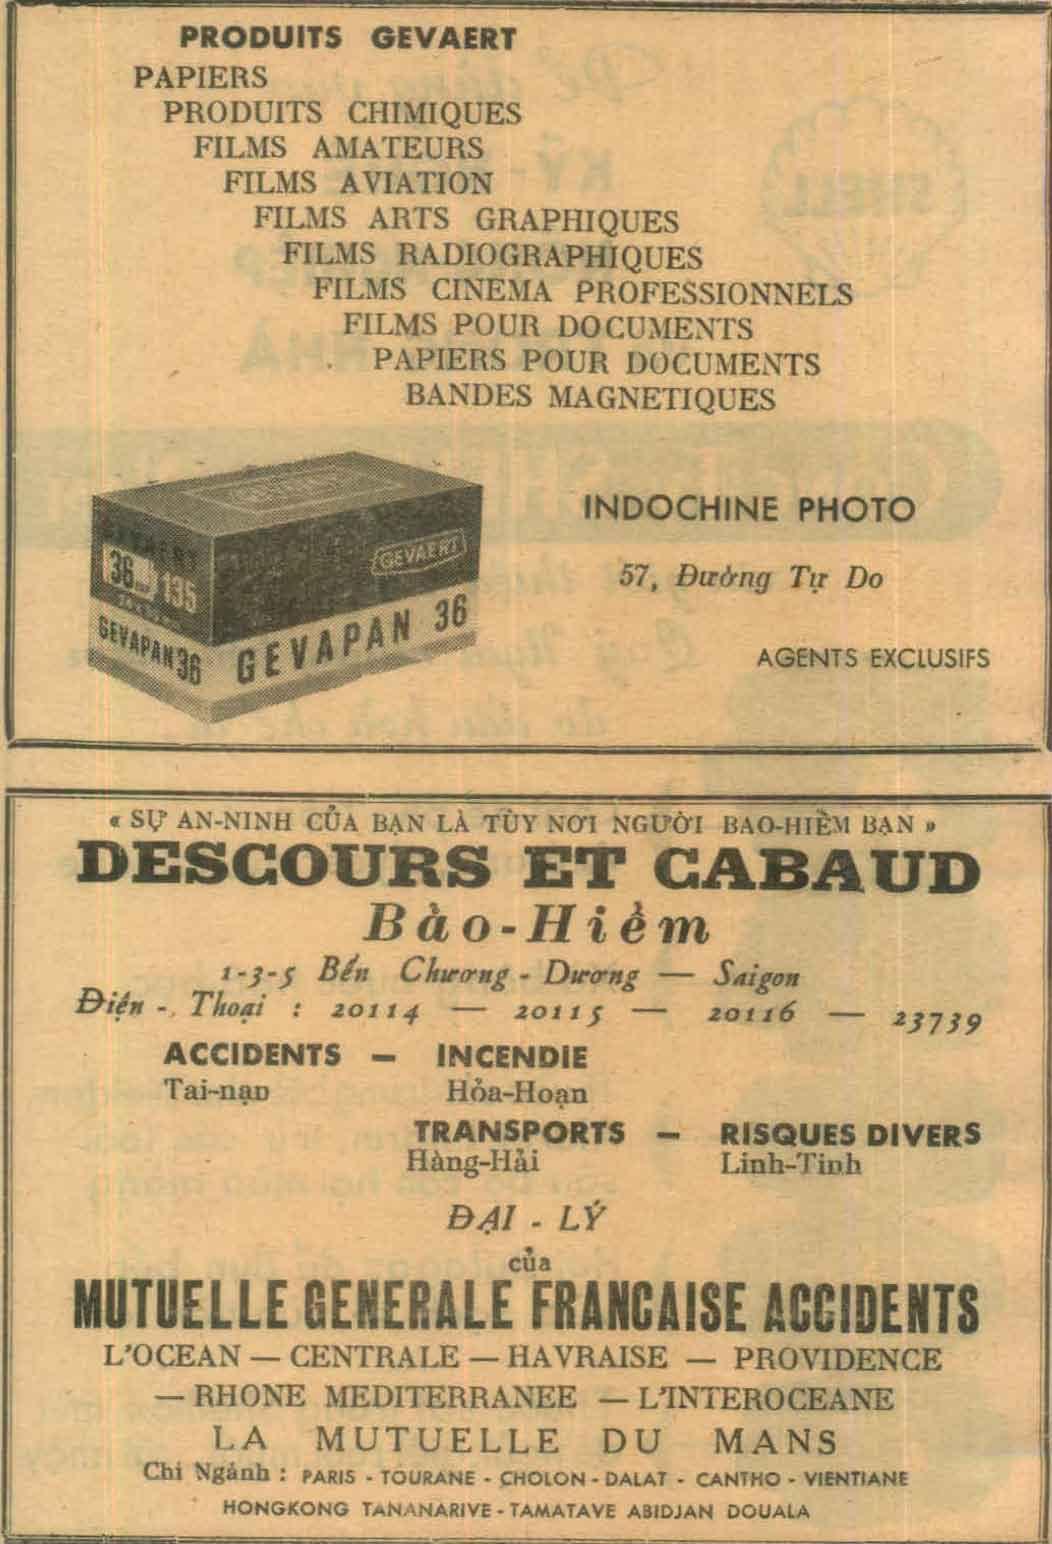 PRODUITS GEVAERT
PAPIERS
PRODUITS CHIMIQUES
FILMS AMATEURS
FILMS AVIATION
FILMS ARTS GRAPHIQUES
FILMS RADIOGRAPHIQUES
FILMS CINEMA PROFESSIONNELS
FILMS POUR DOCUMENTS
PAPIERS POUR DOCUMENTS
BANDES MAGNETIQUES
GEVAERT
GEVAERT
36 135
GEVAERT
GEVAPAN 36
GEVAPAN 36
INDOCHINE PHOTO
57, Đường Tự Do
AGENTS EXCLUSIFS
« SỰ AN-NINH CỦA BẠN LÀ TÙY NƠI NGƯỜI BAO-HIỂM BẠN »
DESCOURS ET CABAUD
Bảo-Hiểm
1-3-5 Bến Chương-Dương — Saigon
Điện-Thoại : 20114 — 20115 — 20116 — 23739
ACCIDENTS — INCENDIE
Tai-nạn Hỏa-Hoạn
TRANSPORTS — RISQUES DIVERS
Hàng-Hải Linh-Tinh
ĐẠI-LÝ
của
MUTUELLE GENERALE FRANCAISE ACCIDENTS
L'OCEAN — CENTRALE — HAVRAISE — PROVIDENCE
— RHONE MEDITERRANEE — L'INTEROCEANE
LA MUTUELLE DU MANS
Chi Ngánh : PARIS - TOURANE - CHOLON - DALAT - CANTHO - VIENTIANE
HONGKONG TANANARIVE - TAMATAVE ABIDJAN DOUALA